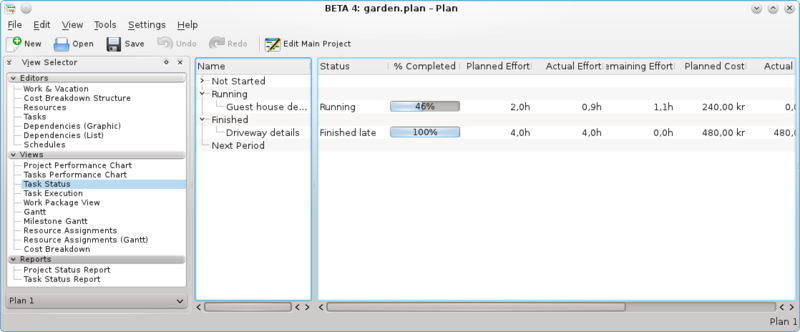 BETA 4: garden.plan – Plan
File Edit View Tools Settings Help
New Open Save Undo Redo Edit Main Project
View Selector
Editors
Work & Vacation
Cost Breakdown Structure
Resources
Tasks
Dependencies (Graphic)
Dependencies (List)
Schedules
Views
Project Performance Chart
Tasks Performance Chart
Task Status
Task Execution
Work Package View
Gantt
Milestone Gantt
Resource Assignments
Resource Assignments (Gantt)
Cost Breakdown
Reports
Project Status Report
Task Status Report
Plan 1
Name Status % Completed Planned Effort Actual Effort emaining Effort Planned Cost Actual
Not Started
Running
Guest house de... Running 46% 2,0h 0,9h 1,1h 240,00 kr 0,0
Finished
Driveway details Finished late 100% 4,0h 4,0h 0,0h 480,00 kr 480,0
Next Period
Plan 1